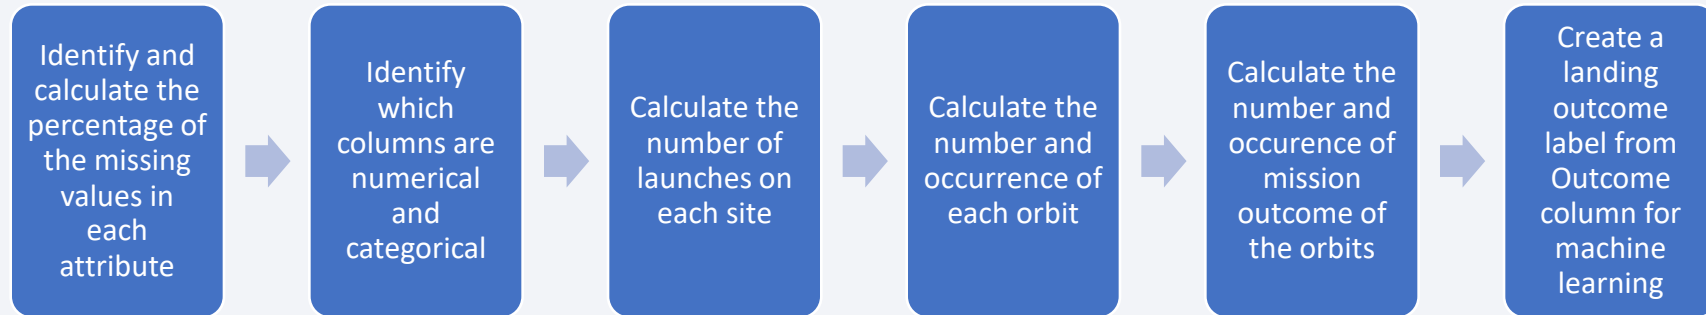 Identify and
calculate the
percentage of
the missing
values in
each
attribute
Identify
which
columns are
numerical
and
categorical
Calculate the
number of
launches on
each site
Calculate the
number and
occurrence of
each orbit
Calculate the
number and
occurence of
mission
outcome of
the orbits
Create a
landing
outcome
label from
Outcome
column for
machine
learning